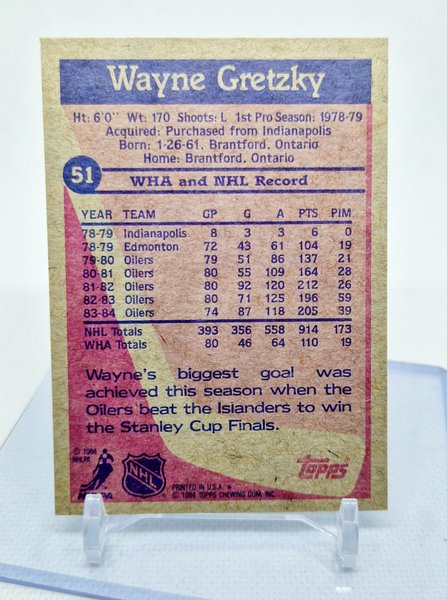 Wayne Gretzky
Ht: 6'0" Wt: 170 Shoots: L 1st Pro Season: 1978-79
Acquired: Purchased from Indianapolis
Born: 1-26-61, Brantford, Ontario
Home: Brantford, Ontario
51
WHA and NHL Record
YEAR TEAM GP G A PTS PIM
78-79 Indianapolis 8 3 3 6 0
78-79 Edmonton 72 43 61 104 19
79-80 Oilers 79 51 86 137 21
80-81 Oilers 80 55 109 164 28
81-82 Oilers 80 92 120 212 26
82-83 Oilers 80 71 125 196 59
83-84 Oilers 74 87 118 205 39
NHL Totals 393 356 558 914 173
WHA Totals 80 46 64 110 19
Wayne's biggest goal was
achieved this season when the
Oilers beat the Islanders to win
the Stanley Cup Finals.
© 1984
NHLPA
NHLPA
NHL
PRINTED IN U.S.A.
© 1984 TOPPS CHEWING GUM, INC.
Topps